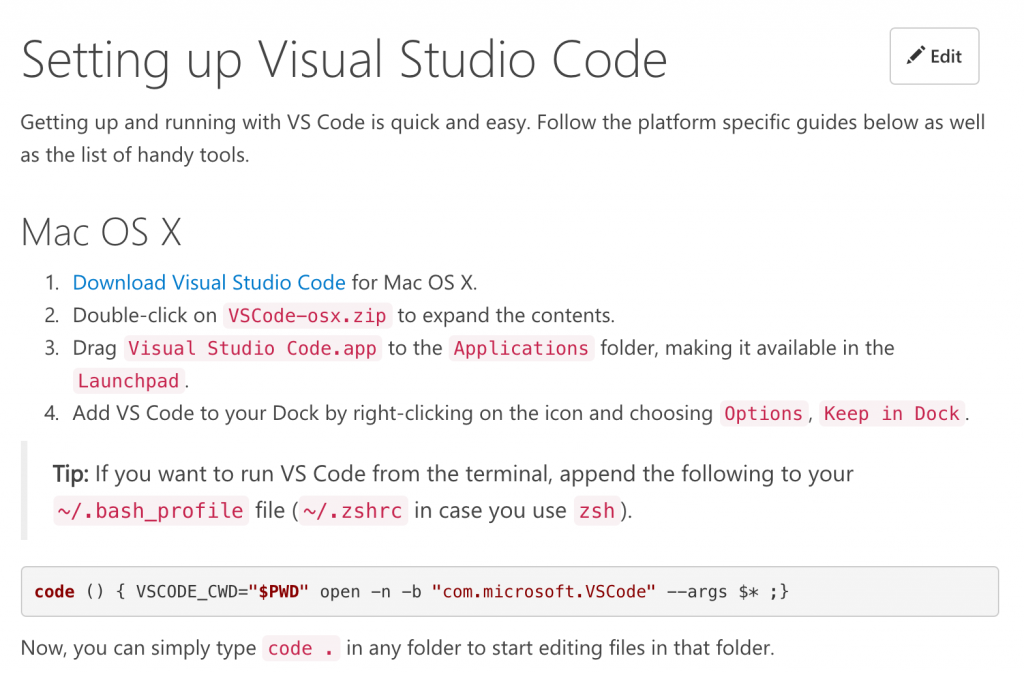 Setting up Visual Studio Code
Edit
Getting up and running with VS Code is quick and easy. Follow the platform specific guides below as well
as the list of handy tools.
Mac OS X
1. Download Visual Studio Code for Mac OS X.
2. Double-click on VSCode-osx.zip to expand the contents.
3. Drag Visual Studio Code.app to the Applications folder, making it available in the
Launchpad.
4. Add VS Code to your Dock by right-clicking on the icon and choosing Options, Keep in Dock.
Tip: If you want to run VS Code from the terminal, append the following to your
~/.bash_profile file (~/.zshrc in case you use zsh).
code () { VSCODE_CWD="$PWD" open -n -b "com.microsoft.VSCode" --args $* ;}
Now, you can simply type code . in any folder to start editing files in that folder.